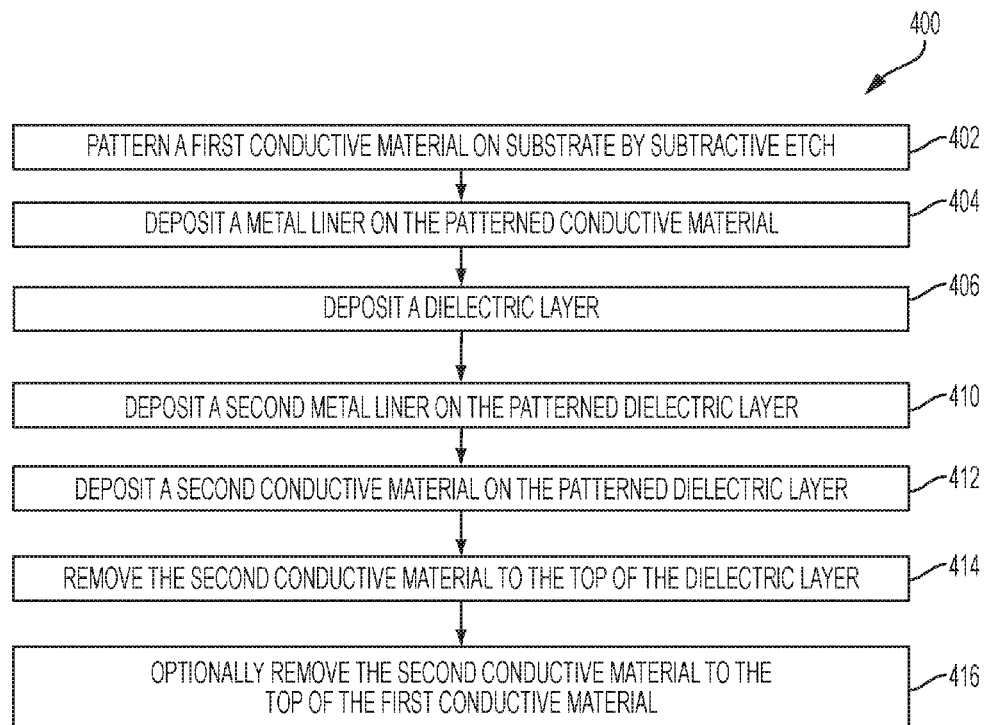 400
PATTERN A FIRST CONDUCTIVE MATERIAL ON SUBSTRATE BY SUBTRACTIVE ETCH
402
DEPOSIT A METAL LINER ON THE PATTERNED CONDUCTIVE MATERIAL
404
DEPOSIT A DIELECTRIC LAYER
406
DEPOSIT A SECOND METAL LINER ON THE PATTERNED DIELECTRIC LAYER
410
DEPOSIT A SECOND CONDUCTIVE MATERIAL ON THE PATTERNED DIELECTRIC LAYER
412
REMOVE THE SECOND CONDUCTIVE MATERIAL TO THE TOP OF THE DIELECTRIC LAYER
414
OPTIONALLY REMOVE THE SECOND CONDUCTIVE MATERIAL TO THE
TOP OF THE FIRST CONDUCTIVE MATERIAL
416